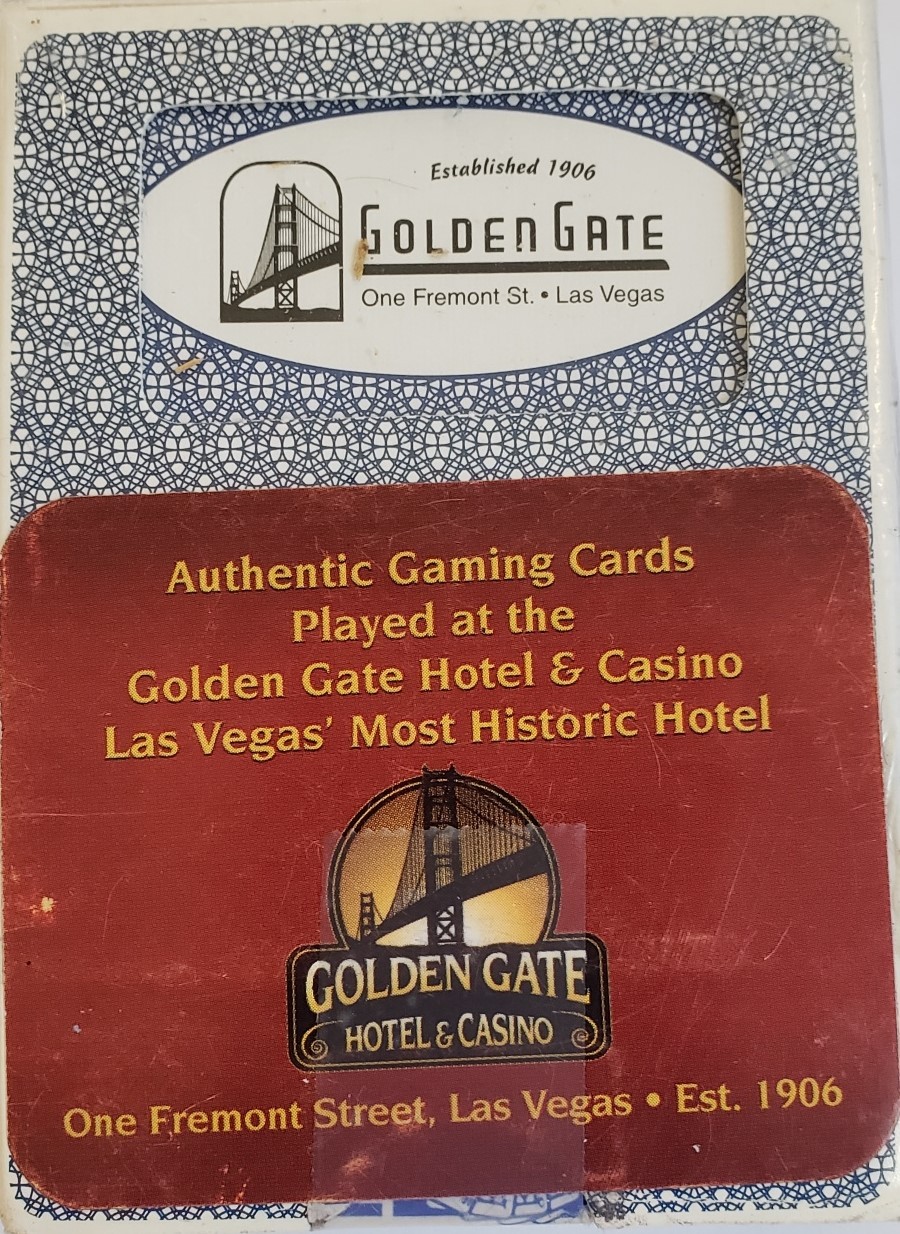 Established 1906
GOLDEN GATE
One Fremont St. • Las Vegas
Authentic Gaming Cards
Played at the
Golden Gate Hotel & Casino
Las Vegas' Most Historic Hotel
GOLDEN GATE
HOTEL & CASINO
One Fremont Street, Las Vegas • Est. 1906